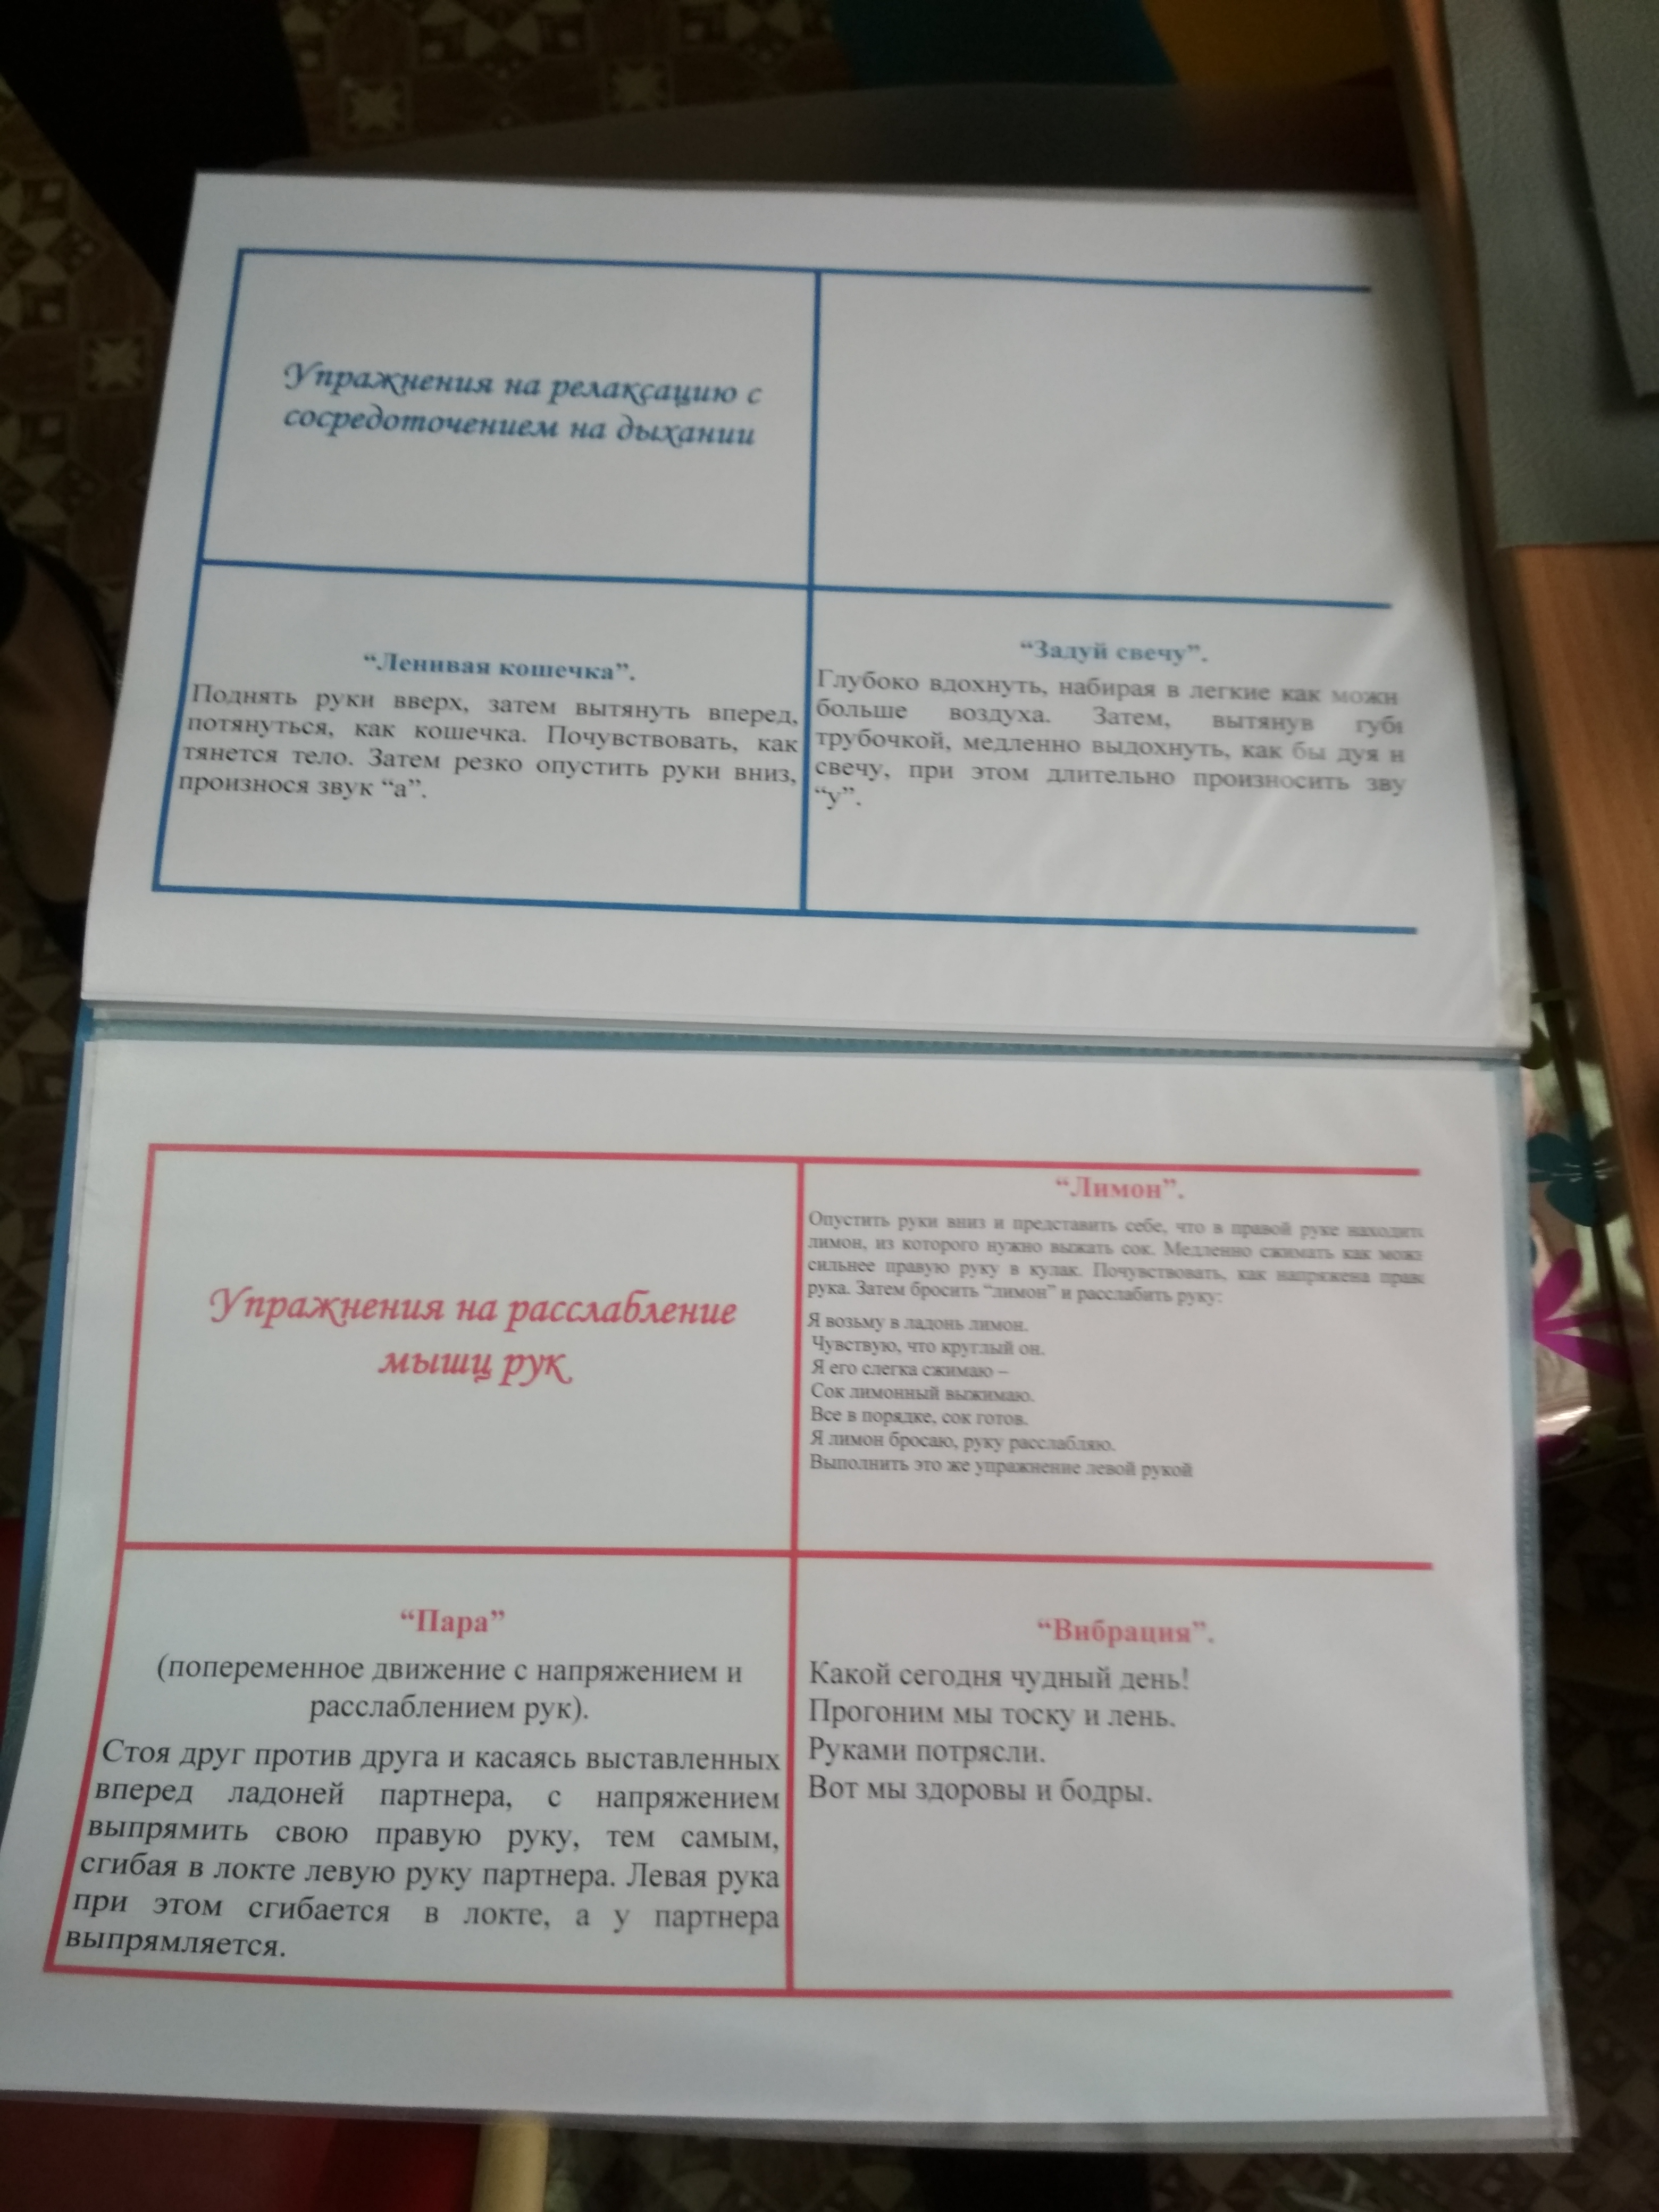 Упражнения на релаксацию с
сосредоточением на дыхании
“Ленивая кошечка”.
Поднять руки вверх, затем вытянуть вперед,
потянуться, как кошечка. Почувствовать, как
тянется тело. Затем резко опустить руки вниз,
произнося звук “а”.
“Задуй свечу”.
Глубоко вдохнуть, набирая в легкие как можн
больше воздуха. Затем, вытянув губ
трубочкой, медленно выдохнуть, как бы дуя н
свечу, при этом длительно произносить зву
“у”.
Упражнения на расслабление
мышц рук
“Лимон”.
Опустить руки вниз и представить себе, что в правой руке находит
лимон, из которого нужно выжать сок. Медленно сжимать как мож
сильнее правую руку в кулак. Почувствовать, как напряжена прав
рука. Затем бросить “лимон” и расслабить руку:
Я возьму в ладонь лимон.
Чувствую, что круглый он.
Я его слегка сжимаю –
Сок лимонный выжимаю.
Все в порядке, сок готов.
Я лимон бросаю, руку расслабляю.
Выполнить это же упражнение левой рукой
“Пара”
(попеременное движение с напряжением и
расслаблением рук).
Стоя друг против друга и касаясь выставленных
вперед ладоней партнера, с напряжением
выпрямить свою правую руку, тем самым,
сгибая в локте левую руку партнера. Левая рука
при этом сгибается в локте, а у партнера
выпрямляется.
“Вибрация”.
Какой сегодня чудный день!
Прогоним мы тоску и лень.
Руками потрясли.
Вот мы здоровы и бодры.